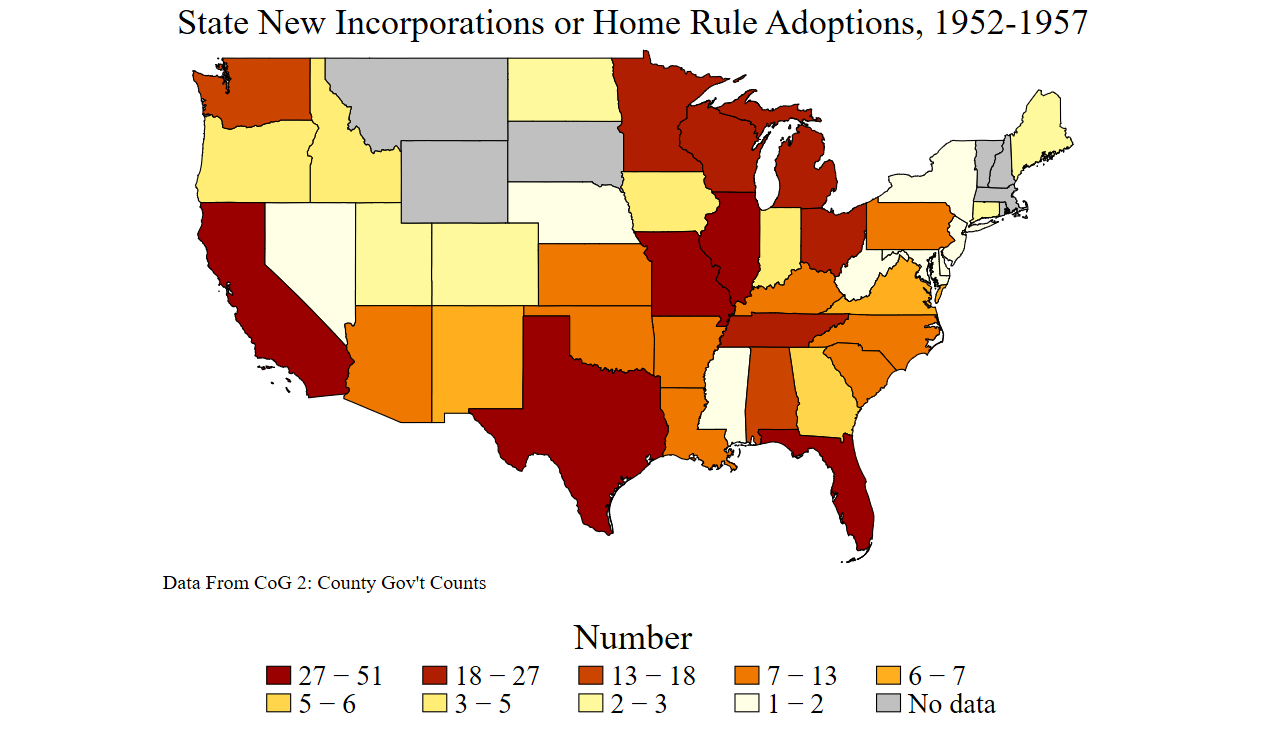 State New Incorporations or Home Rule Adoptions, 1952-1957
Data From CoG 2: County Gov't Counts
Number
27 − 51
18 − 27
13 − 18
7 − 13
6 − 7
5 − 6
3 − 5
2 − 3
1 − 2
No data